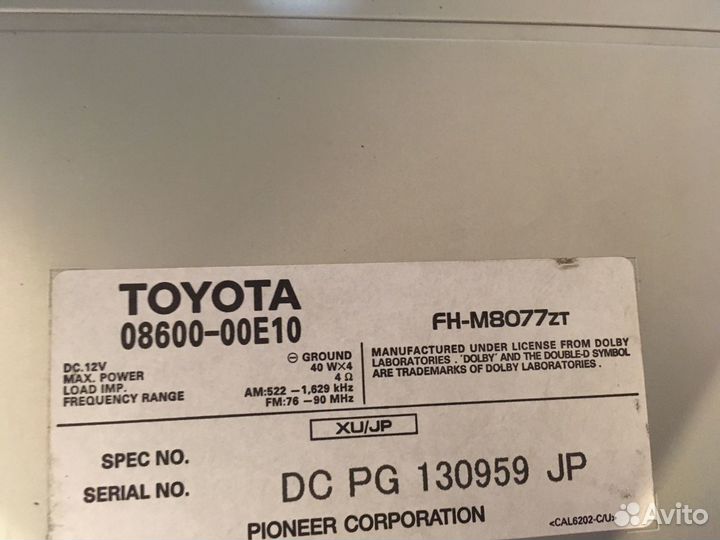 TOYOTA
08600-00E10
FH-M8077ZT
DC.12V ⊖ GROUND
MAX. POWER 40 W×4
LOAD IMP. 4 Ω
FREQUENCY RANGE AM:522 –1,629 kHz
FM:76 –90 MHz
MANUFACTURED UNDER LICENSE FROM DOLBY
LABORATORIES . 'DOLBY' AND THE DOUBLE-D SYMBOL
ARE TRADEMARKS OF DOLBY LABORATORIES .
XU/JP
SPEC NO.
SERIAL NO. DC PG 130959 JP
PIONEER CORPORATION
<CAL6202-C/U>
Avito